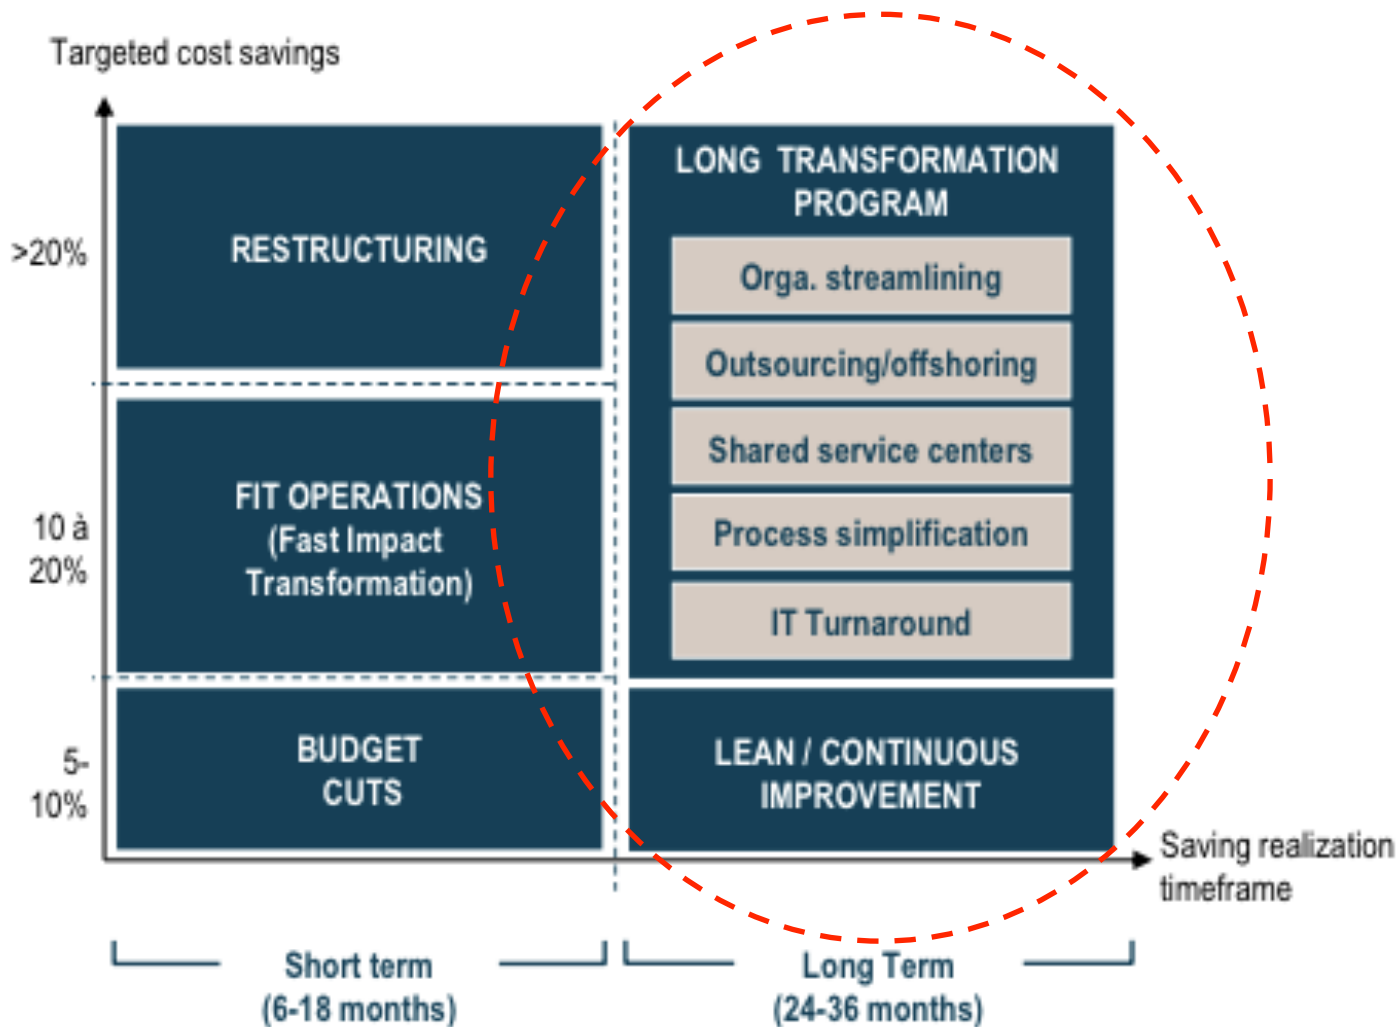 Targeted cost savings
>20%
RESTRUCTURING
10 à
20%
FIT OPERATIONS
(Fast Impact
Transformation)
5-
10%
BUDGET
CUTS
LONG TRANSFORMATION
PROGRAM
Orga. streamlining
Outsourcing/offshoring
Shared service centers
Process simplification
IT Turnaround
LEAN / CONTINUOUS
IMPROVEMENT
Saving realization
timeframe
Short term
(6-18 months)
Long Term
(24-36 months)